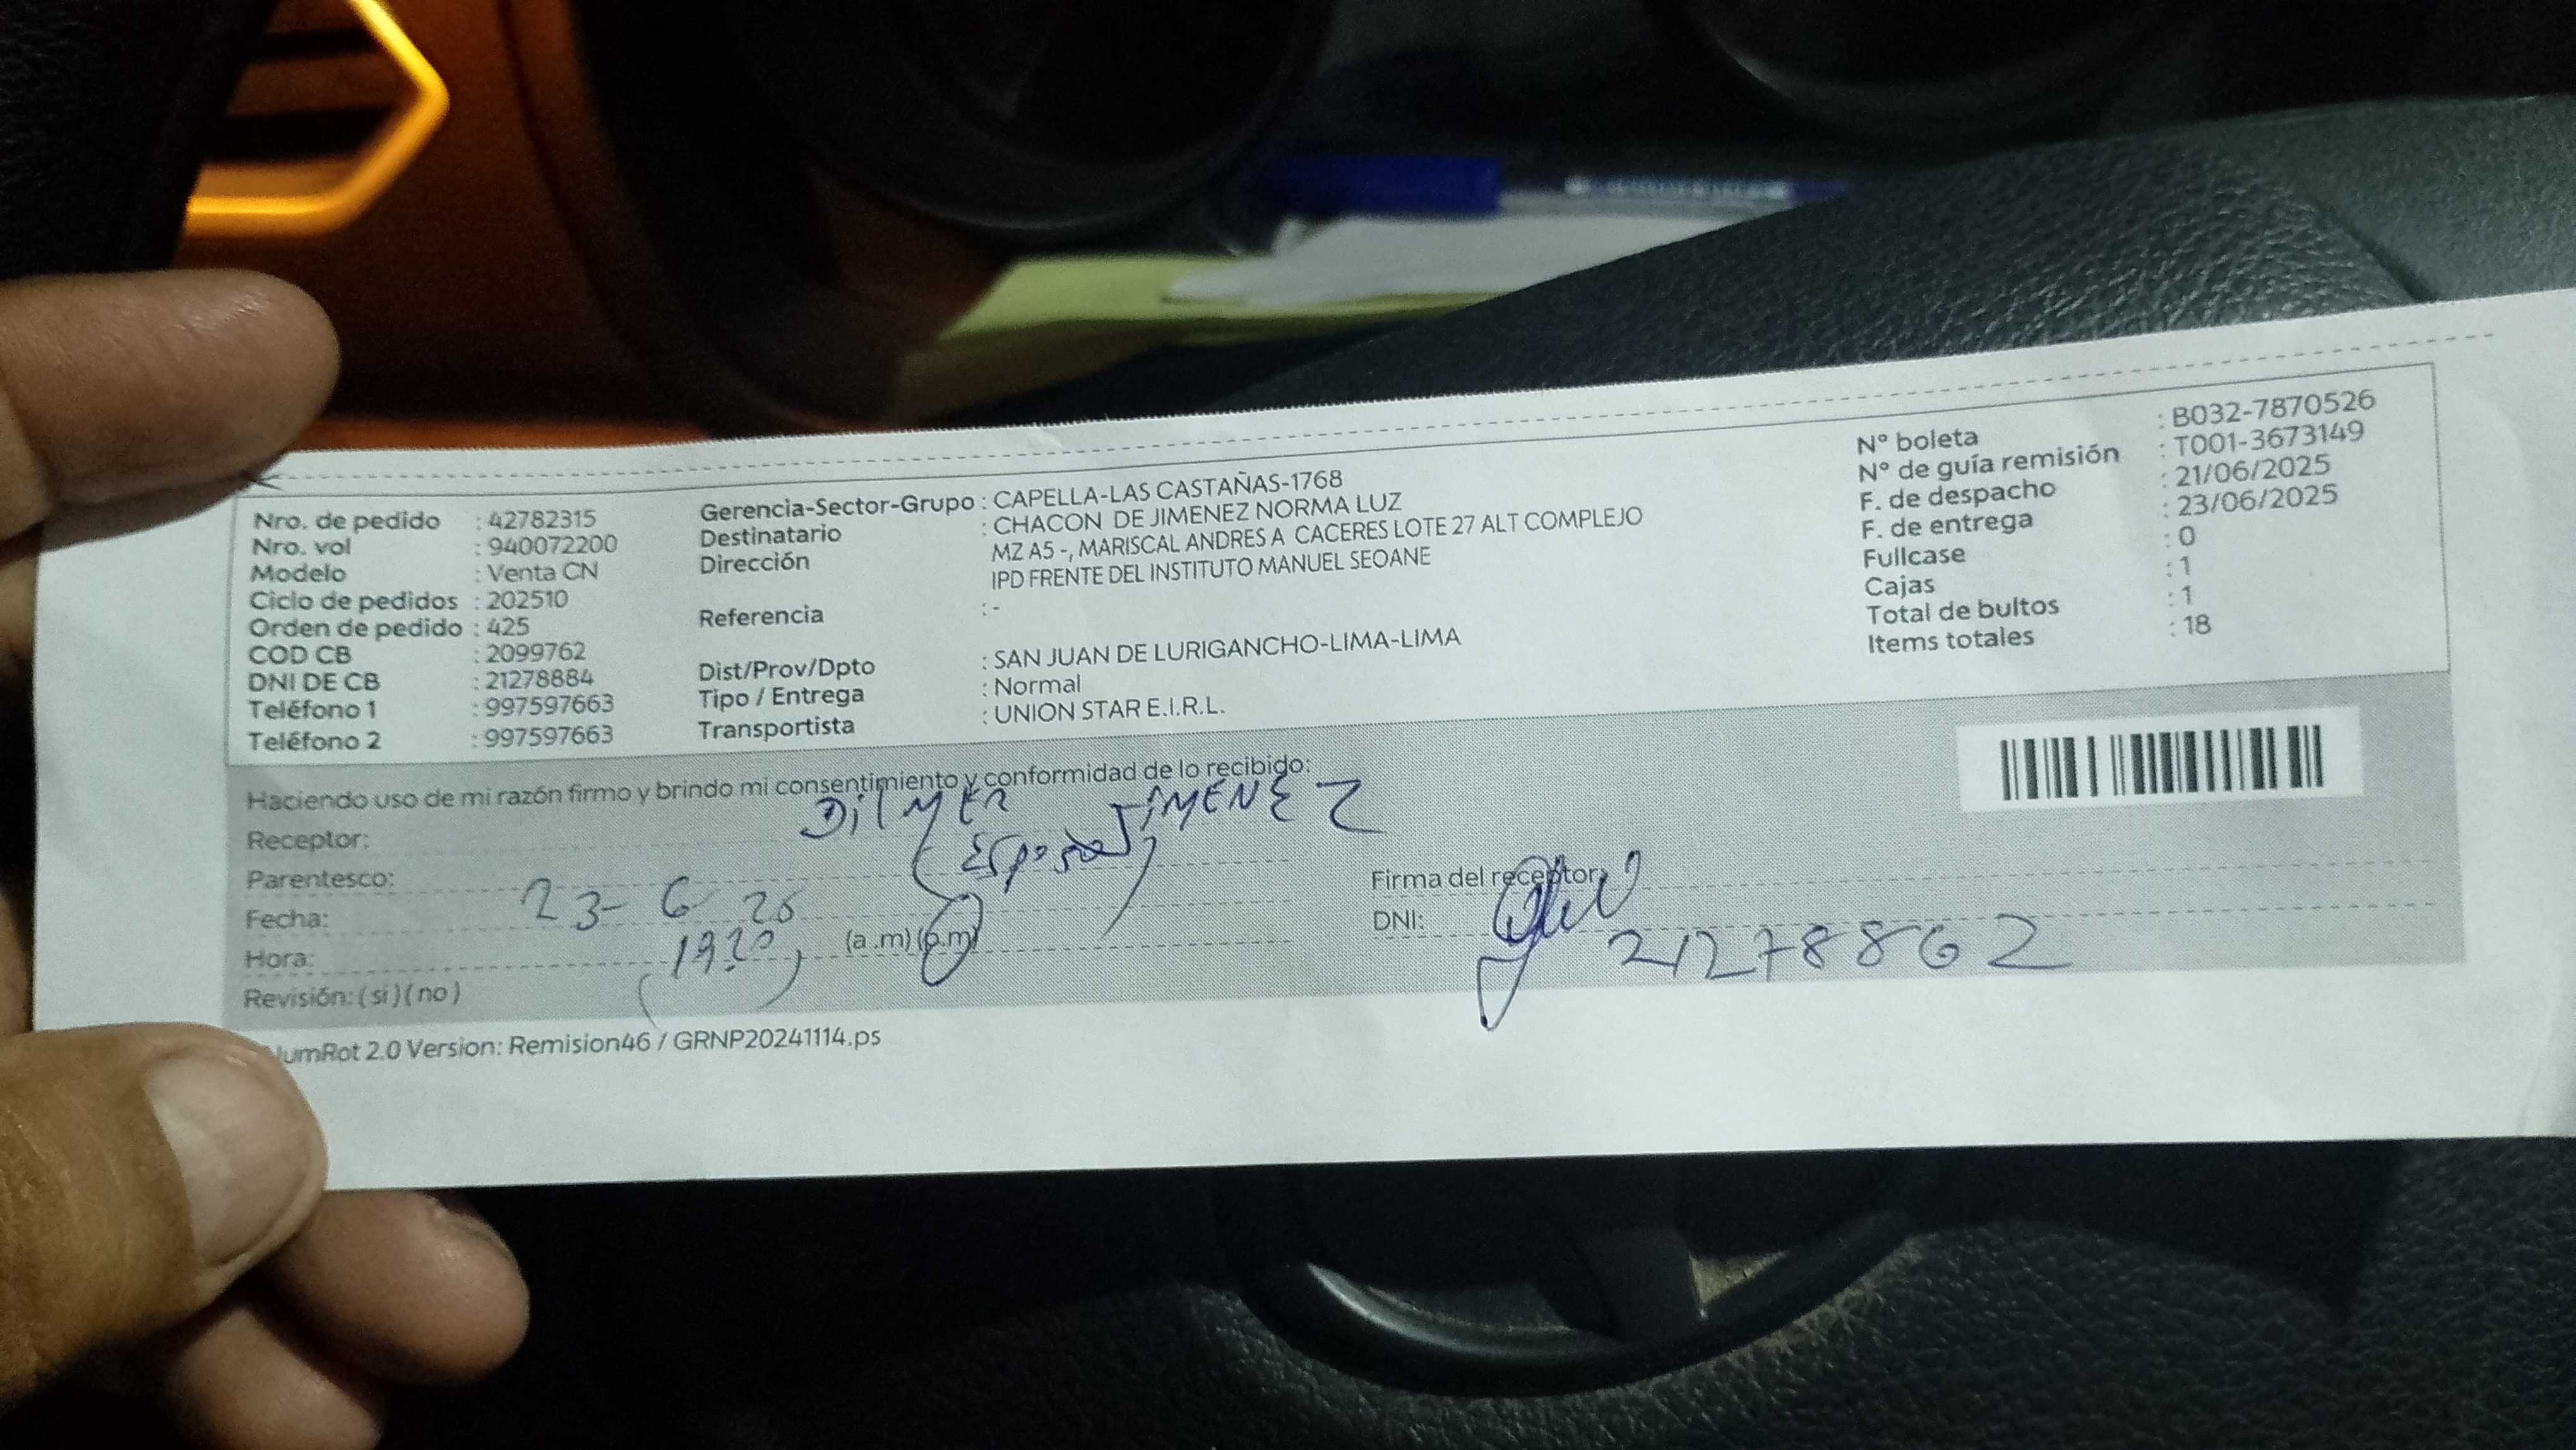 Nro. de pedido : 42782315
Nro. vol : 940072200
Modelo : Venta CN
Ciclo de pedidos : 202510
Orden de pedido : 425
COD CB : 2099762
DNI DE CB : 21278884
Teléfono 1 : 997597663
Teléfono 2 : 997597663
Gerencia-Sector-Grupo : CAPELLA-LAS CASTAÑAS-1768
Destinatario : CHACON DE JIMENEZ NORMA LUZ
Dirección MZ A5 -, MARISCAL ANDRES A CACERES LOTE 27 ALT COMPLEJO
IPD FRENTE DEL INSTITUTO MANUEL SEOANE
Referencia : -
Dist/Prov/Dpto : SAN JUAN DE LURIGANCHO-LIMA-LIMA
Tipo / Entrega : Normal
Transportista : UNION STAR E.I.R.L.
N° boleta : B032-7870526
N° de guía remisión : T001-3673149
F. de despacho : 21/06/2025
F. de entrega : 23/06/2025
Fullcase : 0
Cajas : 1
Total de bultos : 1
Items totales : 18
Haciendo uso de mi razón firmo y brindo mi consentimiento y conformidad de lo recibido:
Receptor: DilMER JiMENEZ
Parentesco: (Esposo)
Fecha: 23-6-25
Hora: (19.20) (a.m) (p.m)
Revisión: (si) (no)
Firma del receptor:
DNI: 21278862
NumRot 2.0 Version: Remision46 / GRNP20241114.ps